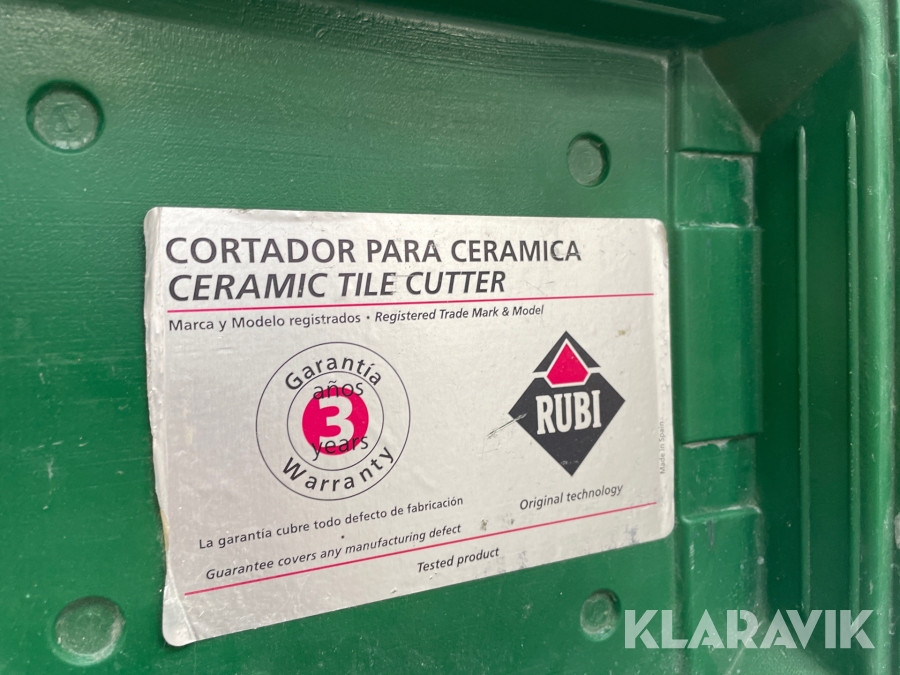 CORTADOR PARA CERAMICA
CERAMIC TILE CUTTER
Marca y Modelo registrados • Registered Trade Mark & Model
Garantía
años
3
years
Warranty
RUBI
Made in Spain
Original technology
La garantía cubre todo defecto de fabricación
Guarantee covers any manufacturing defect
Tested product
KLARAVIK